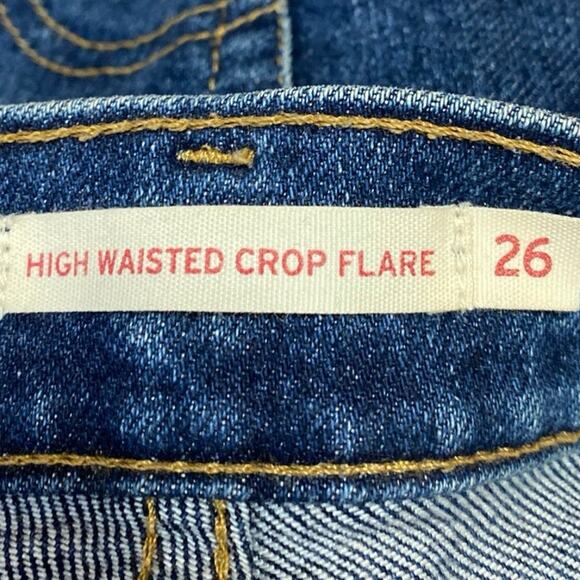 HIGH WAISTED CROP FLARE 26